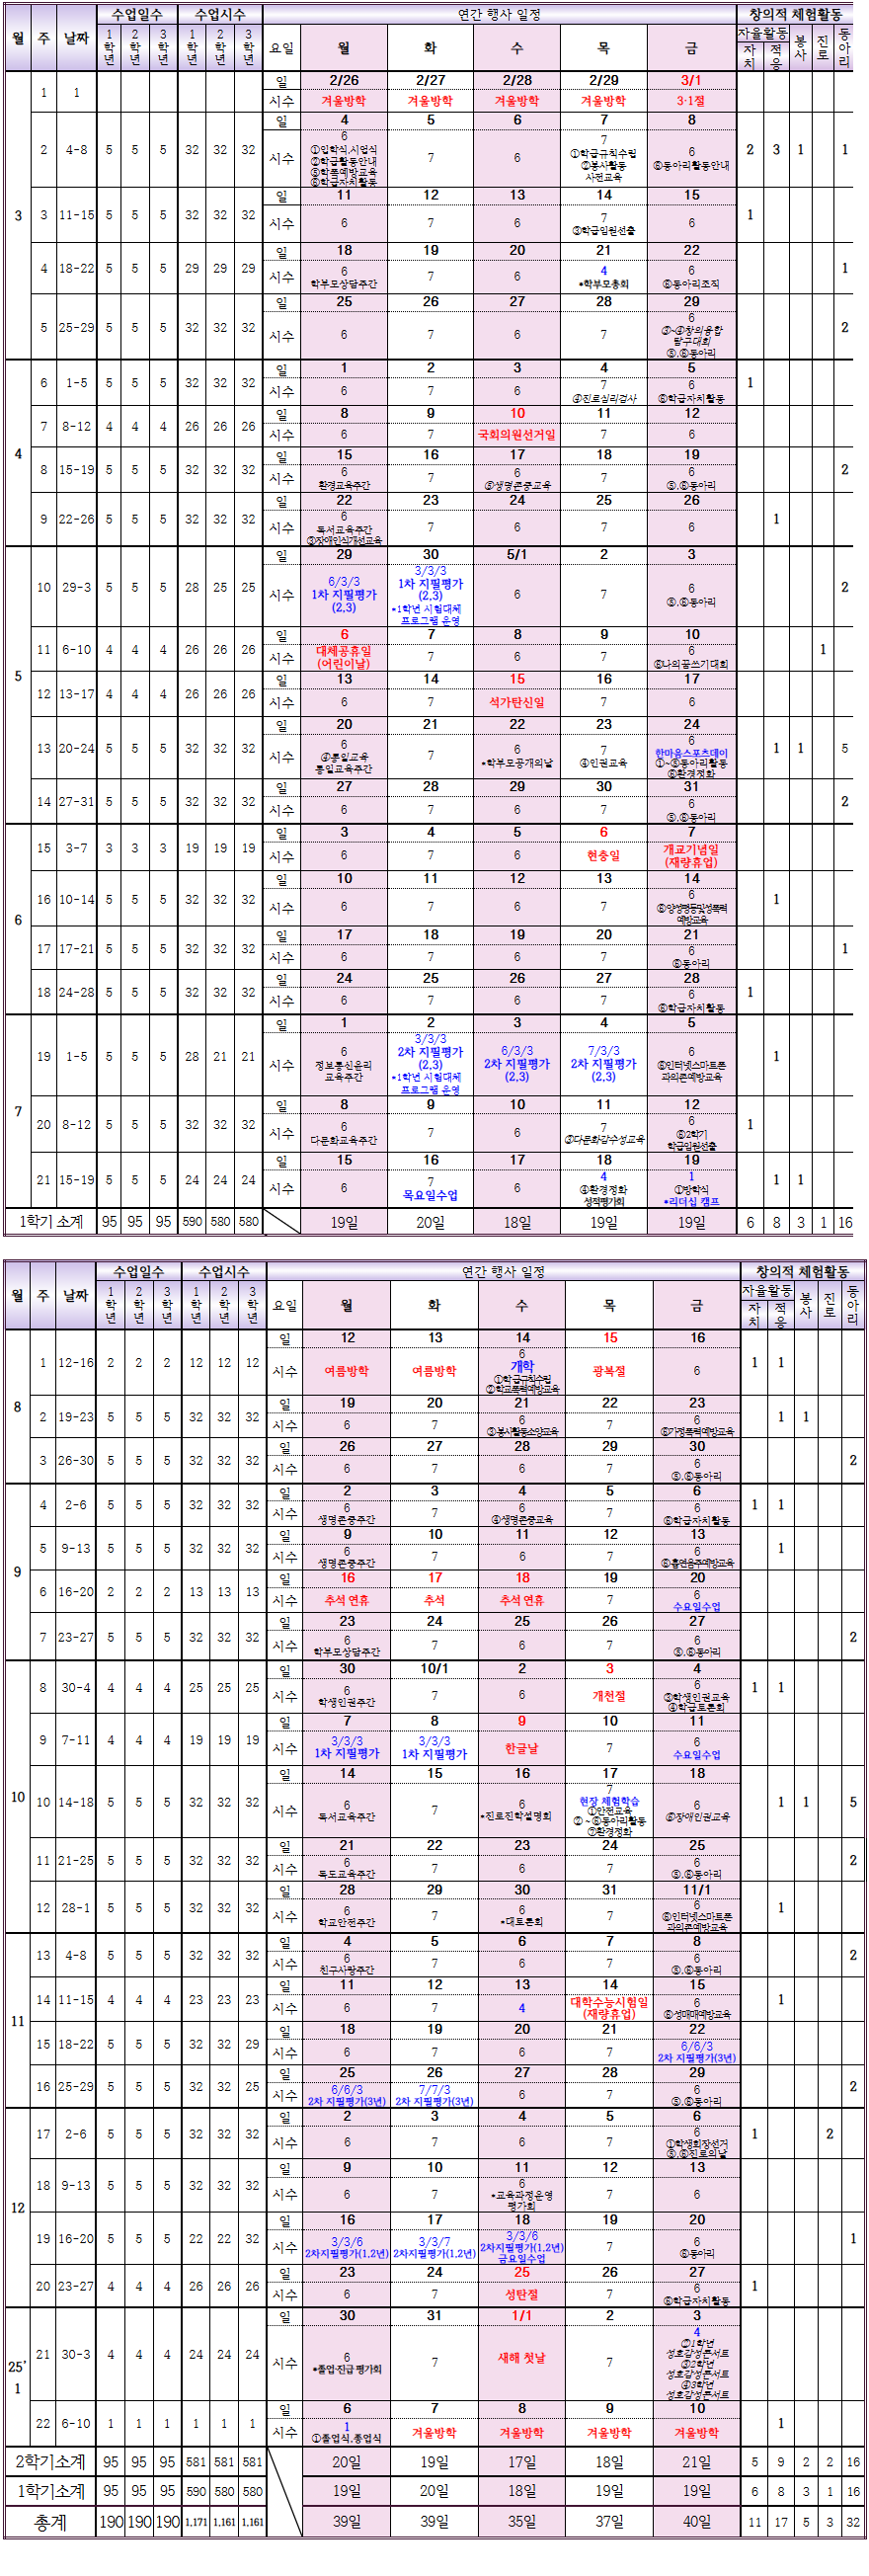 월 주 날짜 수업일수 수업시수 연간 행사 일정 창의적 체험활동
1학년 2학년 3학년 1학년 2학년 3학년 요일 월 화 수 목 금 자율활동 봉사 진로 동아리
자치 적응
3 1 1 일 2/26 2/27 2/28 2/29 3/1
시수 겨울방학 겨울방학 겨울방학 겨울방학 3·1절
2 4-8 5 5 5 32 32 32 일 4 5 6 7 8 2 3 1 1
시수 6 7 6 7 6
①입학식,시업식 ①학급규칙수립 ⑥동아리활동안내
②학급활동안내 ②봉사활동
⑤학폭예방교육 사전교육
⑥학급자치활동
3 11-15 5 5 5 32 32 32 일 11 12 13 14 15 1
시수 6 7 6 7 6
③학급임원선출
4 18-22 5 5 5 29 29 29 일 18 19 20 21 22 1
시수 6 7 6 4 6
학부모상담주간 *학부모총회 ⑥동아리조직
5 25-29 5 5 5 32 32 32 일 25 26 27 28 29 2
시수 6 7 6 7 6
③~④창의융합
탐구대회
⑤,⑥동아리
4 6 1-5 5 5 5 32 32 32 일 1 2 3 4 5 1
시수 6 7 6 7 6
④진로심리검사 ⑥학급자치활동
7 8-12 4 4 4 26 26 26 일 8 9 10 11 12
시수 6 7 국회의원선거일 7 6
8 15-19 5 5 5 32 32 32 일 15 16 17 18 19 2
시수 6 7 6 7 6
환경교육주간 ⑤생명존중교육 ⑤,⑥동아리
9 22-26 5 5 5 32 32 32 일 22 23 24 25 26 1
시수 6 7 6 7 6
독서교육주간
③장애인식개선교육
5 10 29-3 5 5 5 28 25 25 일 29 30 5/1 2 3 2
시수 6/3/3 3/3/3 6 7 6
1차 지필평가 1차 지필평가 ⑤,⑥동아리
(2,3) (2,3)
*1학년 시험대체
프로그램 운영
11 6-10 4 4 4 26 26 26 일 6 7 8 9 10 1
시수 대체공휴일 7 6 7 6
(어린이날) ⑥나의꿈쓰기대회
12 13-17 4 4 4 26 26 26 일 13 14 15 16 17
시수 6 7 석가탄신일 7 6
13 20-24 5 5 5 32 32 32 일 20 21 22 23 24 1 1 5
시수 6 7 6 7 6
④통일교육 *학부모공개의날 ④인권교육 한마음스포츠데이
통일교육주간 ①~⑤동아리활동
⑥환경정화
14 27-31 5 5 5 32 32 32 일 27 28 29 30 31 2
시수 6 7 6 7 6
⑤,⑥동아리
6 15 3-7 3 3 3 19 19 19 일 3 4 5 6 7
시수 6 7 6 현충일 개교기념일
(재량휴업)
16 10-14 5 5 5 32 32 32 일 10 11 12 13 14 1
시수 6 7 6 7 6
⑥양성평등및성폭력
예방교육
17 17-21 5 5 5 32 32 32 일 17 18 19 20 21 1
시수 6 7 6 7 6
⑥동아리
18 24-28 5 5 5 32 32 32 일 24 25 26 27 28 1
시수 6 7 6 7 6
⑥학급자치활동
7 19 1-5 5 5 5 28 21 21 일 1 2 3 4 5 1
시수 6 3/3/3 6/3/3 7/3/3 6
정보통신윤리 2차 지필평가 2차 지필평가 2차 지필평가 ⑥인터넷스마트폰
교육주간 (2,3) (2,3) (2,3) 과의존예방교육
*1학년 시험대체
프로그램 운영
20 8-12 5 5 5 32 32 32 일 8 9 10 11 12 1
시수 6 7 6 7 6
다문화교육주간 ③다문화감수성교육 ⑥2학기
학급임원선출
21 15-19 5 5 5 24 24 24 일 15 16 17 18 19 1 1
시수 6 7 6 4 1
목요일수업 ④환경정화 ①방학식
성적평가회 *리더십 캠프
1학기 소계 95 95 95 590 580 580 19일 20일 18일 19일 19일 6 8 3 1 16
월 주 날짜 수업일수 수업시수 연간 행사 일정 창의적 체험활동
1학년 2학년 3학년 1학년 2학년 3학년 요일 월 화 수 목 금 자율활동 봉사 진로 동아리
자치 적응
8 1 12-16 2 2 2 12 12 12 일 12 13 14 15 16 1 1
시수 여름방학 여름방학 6 광복절 6
개학
①학급규칙수립
②학교폭력예방교육
2 19-23 5 5 5 32 32 32 일 19 20 21 22 23 1 1
시수 6 7 6 7 6
③봉사활동소양교육 ⑥가정폭력예방교육
3 26-30 5 5 5 32 32 32 일 26 27 28 29 30 2
시수 6 7 6 7 6
⑤,⑥동아리
9 4 2-6 5 5 5 32 32 32 일 2 3 4 5 6 1 1
시수 6 7 6 7 6
생명존중주간 ④생명존중교육 ⑥학급자치활동
5 9-13 5 5 5 32 32 32 일 9 10 11 12 13 1
시수 6 7 6 7 6
생명존중주간 ⑥흡연음주예방교육
6 16-20 2 2 2 13 13 13 일 16 17 18 19 20
시수 추석 연휴 추석 추석 연휴 7 6
수요일수업
7 23-27 5 5 5 32 32 32 일 23 24 25 26 27 2
시수 6 7 6 7 6
학부모상담주간 ⑤,⑥동아리
10 8 30-4 4 4 4 25 25 25 일 30 10/1 2 3 4 1 1
시수 6 7 6 개천절 6
학생인권주간 ③학생인권교육
④학급토론회
9 7-11 4 4 4 19 19 19 일 7 8 9 10 11
시수 3/3/3 3/3/3 한글날 7 6
1차 지필평가 1차 지필평가 수요일수업
10 14-18 5 5 5 32 32 32 일 14 15 16 17 18 1 1 5
시수 6 7 6 7 6
독서교육주간 *진로진학설명회 현장 체험학습 ⑥장애인권교육
①안전교육
②~⑥동아리활동
⑦환경정화
11 21-25 5 5 5 32 32 32 일 21 22 23 24 25 2
시수 6 7 6 7 6
독도교육주간 ⑤,⑥동아리
12 28-1 5 5 5 32 32 32 일 28 29 30 31 11/1 1
시수 6 7 6 7 6
학교안전주간 *대토론회 ⑥인터넷스마트폰
과의존예방교육
11 13 4-8 5 5 5 32 32 32 일 4 5 6 7 8 2
시수 6 7 6 7 6
친구사랑주간 ⑤,⑥동아리
14 11-15 4 4 4 23 23 23 일 11 12 13 14 15 1
시수 6 7 4 대학수능시험일 6
(재량휴업) ⑥성매매예방교육
15 18-22 5 5 5 32 32 29 일 18 19 20 21 22
시수 6 7 6 7 6/6/3
2차 지필평가(3년)
16 25-29 5 5 5 32 32 25 일 25 26 27 28 29 2
시수 6/6/3 7/7/3 6 7 6
2차 지필평가(3년) 2차 지필평가(3년) ⑤,⑥동아리
12 17 2-6 5 5 5 32 32 32 일 2 3 4 5 6 1 2
시수 6 7 6 7 6
①학생회장선거
⑤,⑥진로의날
18 9-13 5 5 5 32 32 32 일 9 10 11 12 13
시수 6 7 6 7 6
*교육과정운영
평가회
19 16-20 5 5 5 22 22 32 일 16 17 18 19 20 1
시수 3/3/6 3/3/7 3/3/6 7 6
2차지필평가(1,2년) 2차지필평가(1,2년) 2차지필평가(1,2년) ⑥동아리
금요일수업
20 23-27 4 4 4 26 26 26 일 23 24 25 26 27 1
시수 6 7 성탄절 7 6
⑥학급자치활동
25' 1 21 30-3 4 4 4 24 24 24 일 30 31 1/1 2 3
시수 6 7 새해 첫날 7 4
*졸업·진급 평가회 ②1학년
성호감성콘서트
③2학년
성호감성콘서트
④3학년
성호감성콘서트
22 6-10 1 1 1 1 1 1 일 6 7 8 9 10 1
시수 1 겨울방학 겨울방학 겨울방학 겨울방학
①졸업식,종업식
2학기소계 95 95 95 581 581 581 20일 19일 17일 18일 21일 5 9 2 2 16
1학기소계 95 95 95 590 580 580 19일 20일 18일 19일 19일 6 8 3 1 16
총계 190 190 190 1,171 1,161 1,161 39일 39일 35일 37일 40일 11 17 5 3 32